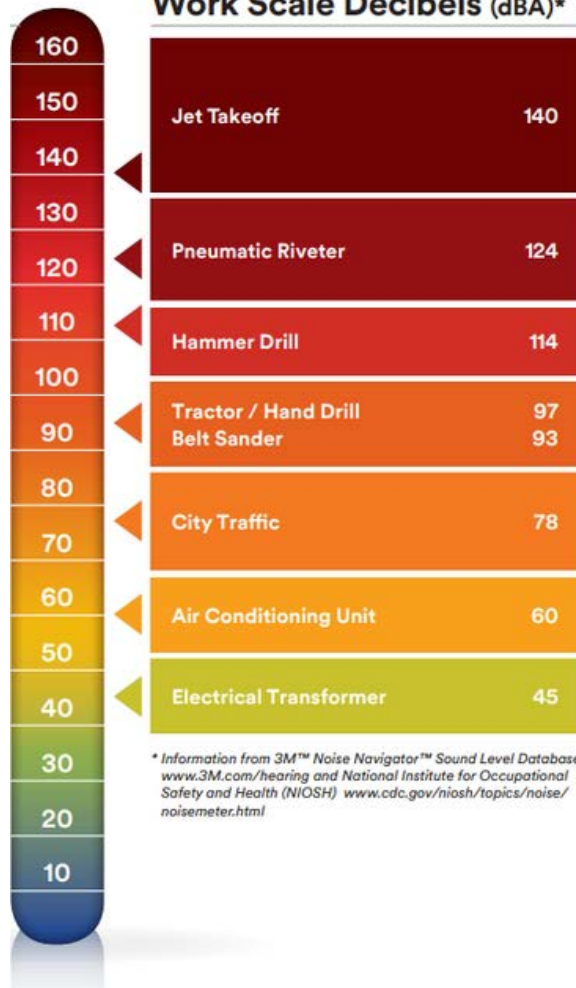 Work Scale Decibels (dBA)*
160
150
140
130
120
110
100
90
80
70
60
50
40
30
20
10
Jet Takeoff 140
Pneumatic Riveter 124
Hammer Drill 114
Tractor / Hand Drill 97
Belt Sander 93
City Traffic 78
Air Conditioning Unit 60
Electrical Transformer 45
* Information from 3M™ Noise Navigator™ Sound Level Database
www.3M.com/hearing and National Institute for Occupational
Safety and Health (NIOSH) www.cdc.gov/niosh/topics/noise/
noisemeter.html